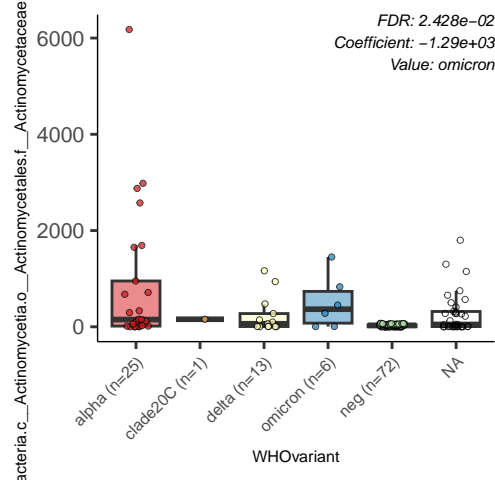 acteria.c__Actinomycetia.o__Actinomycetales.f__Actinomycetaceae
FDR: 2.428e−02
Coefficient: −1.29e+03
Value: omicron
6000
4000
2000
0
alpha (n=25)
clade20C (n=1)
delta (n=13)
omicron (n=6)
neg (n=72)
NA
WHOvariant